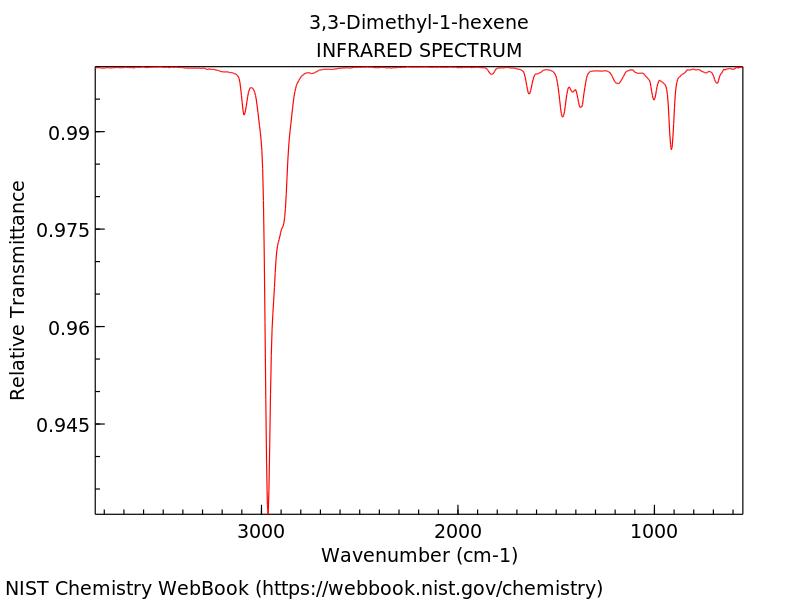 3,3-Dimethyl-1-hexene
INFRARED SPECTRUM
0.99
0.975
0.96
0.945
Relative Transmittance
3000 2000 1000
Wavenumber (cm-1)
NIST Chemistry WebBook (https://webbook.nist.gov/chemistry)